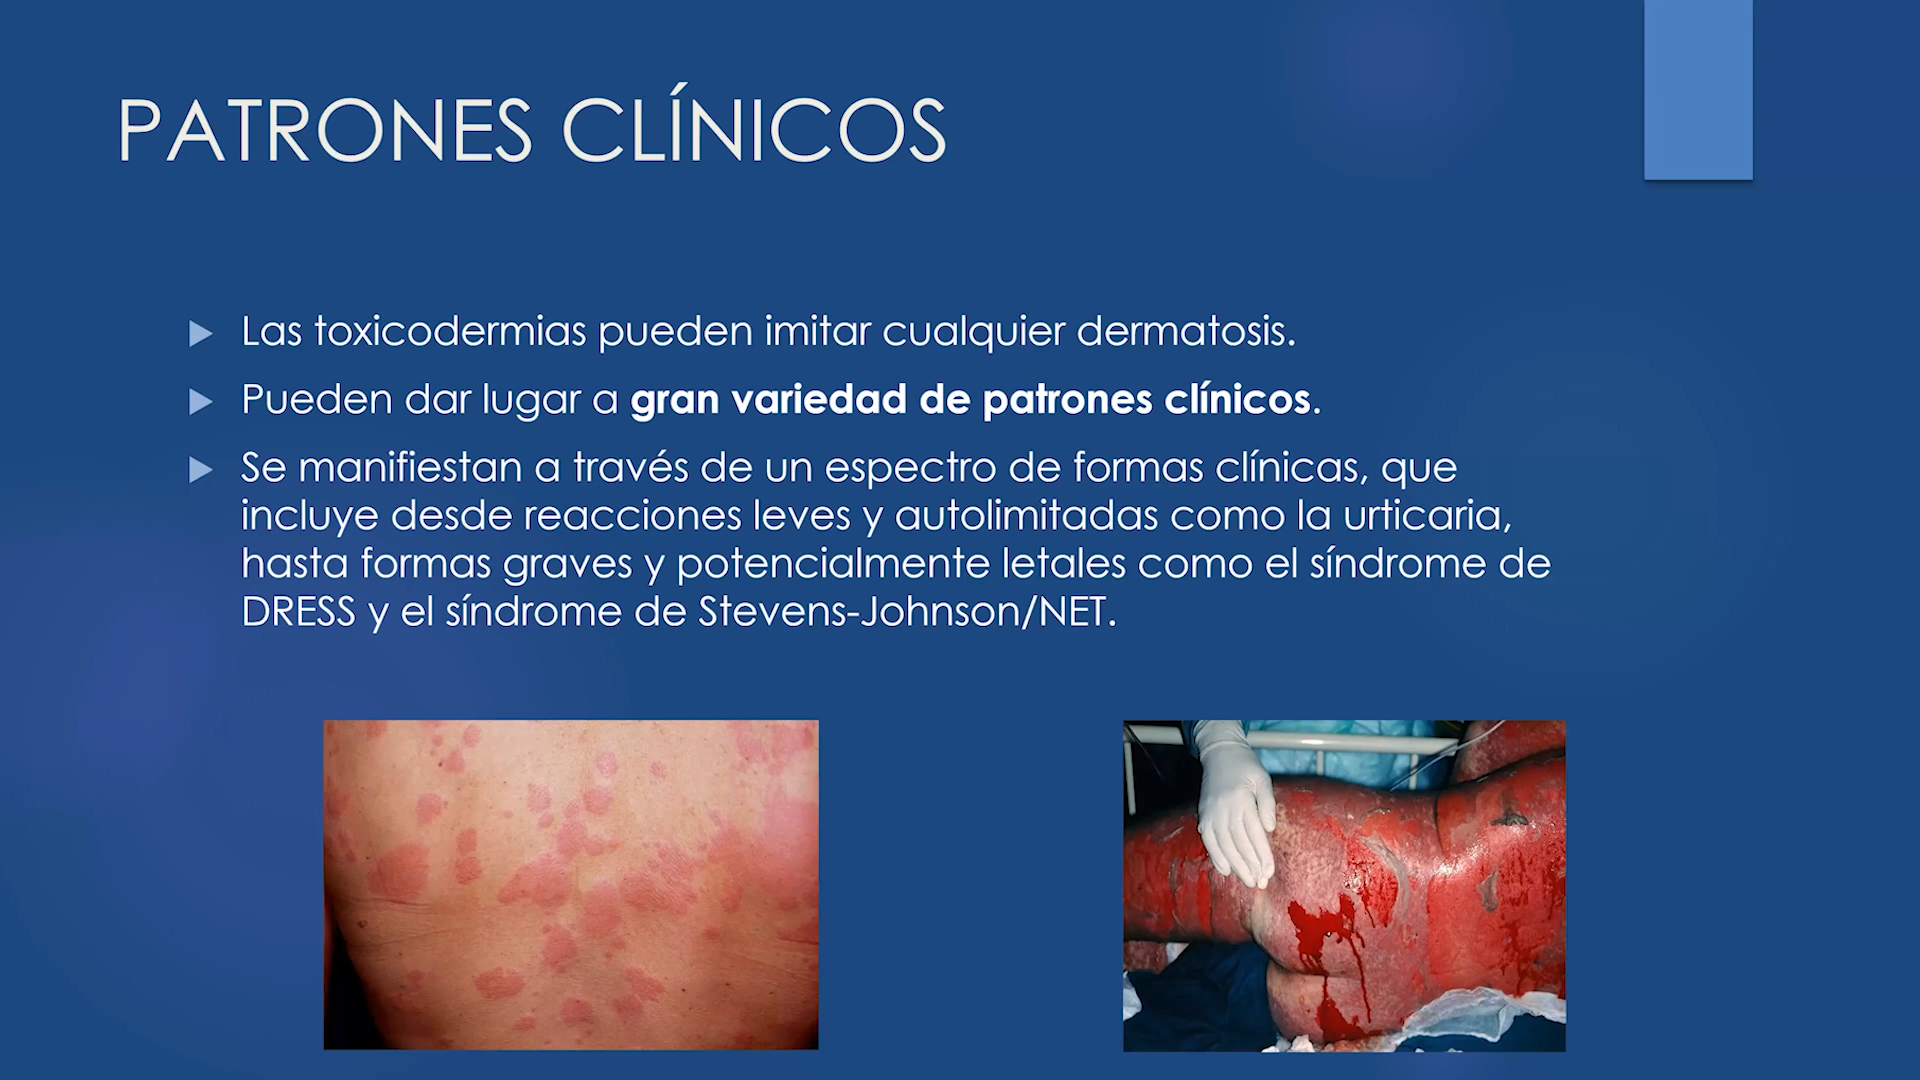 PATRONES CLÍNICOS
Las toxicodermias pueden imitar cualquier dermatosis.
Pueden dar lugar a gran variedad de patrones clínicos.
Se manifiestan a través de un espectro de formas clínicas, que
incluye desde reacciones leves y autolimitadas como la urticaria,
hasta formas graves y potencialmente letales como el síndrome de
DRESS y el síndrome de Stevens-Johnson/NET.